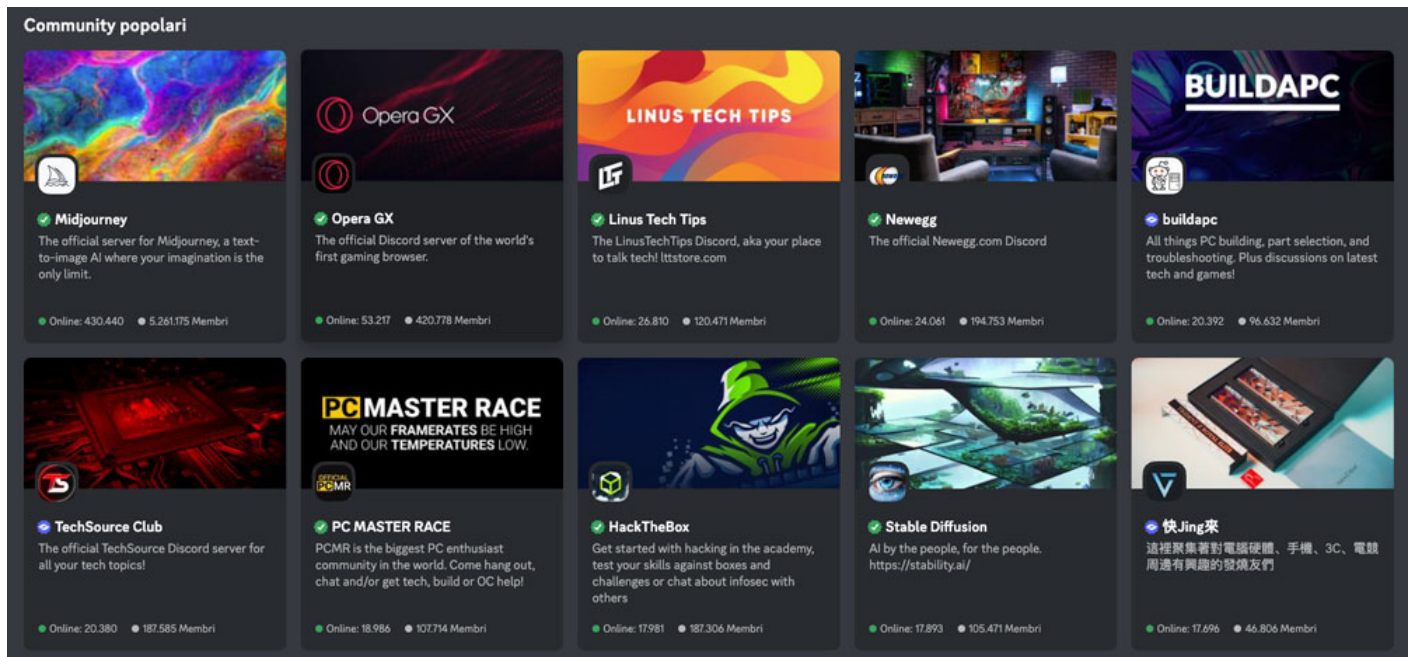 Community popolari
Opera GX
LINUS TECH TIPS
BUILDAPC
Midjourney
The official server for Midjourney, a text-
to-image AI where your imagination is the
only limit.
Online: 430.440 5.261.175 Membri
Opera GX
The official Discord server of the world's
first gaming browser.
Online: 53.217 420.778 Membri
LTT
Linus Tech Tips
The LinusTechTips Discord, aka your place
to talk tech! lttstore.com
Online: 26.810 120.471 Membri
Newegg
The official Newegg.com Discord
Online: 24.061 194.753 Membri
buildapc
All things PC building, part selection, and
troubleshooting. Plus discussions on latest
tech and games!
Online: 20.392 96.632 Membri
TS
TechSource Club
The official TechSource Discord server for
all your tech topics!
Online: 20.380 187.585 Membri
PC MASTER RACE
MAY OUR FRAMERATES BE HIGH
AND OUR TEMPERATURES LOW.
OFFICIAL
PCMR
PC MASTER RACE
PCMR is the biggest PC enthusiast
community in the world. Come hang out,
chat and/or get tech, build or OC help!
Online: 18.986 107.714 Membri
HackTheBox
Get started with hacking in the academy,
test your skills against boxes and
challenges or chat about infosec with
others
Online: 17.981 187.306 Membri
Stable Diffusion
AI by the people, for the people.
https://stability.ai/
Online: 17.893 105.471 Membri
快Jing來
這裡聚集著對電腦硬體、手機、3C、電競
周邊有興趣的發燒友們
Online: 17.696 46.806 Membri